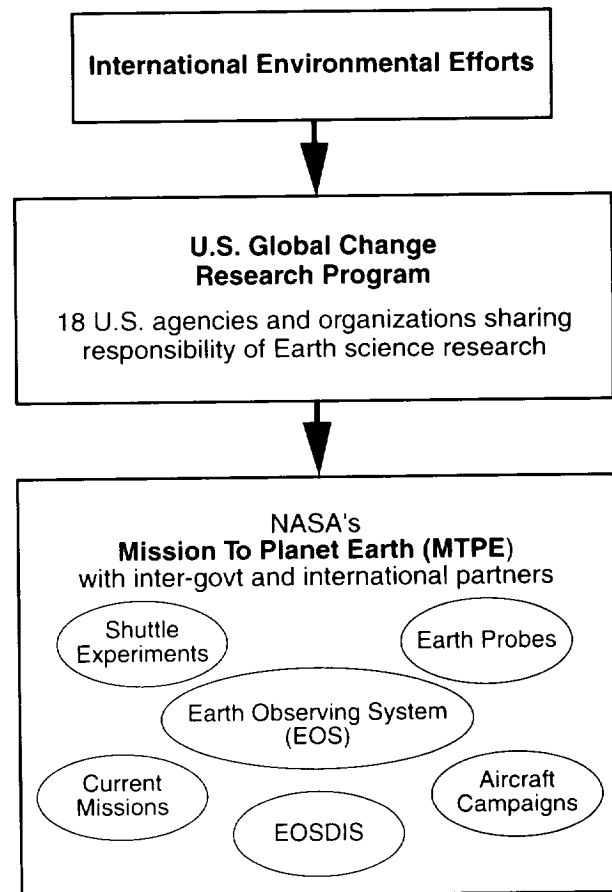 International Environmental Efforts
U.S. Global Change
Research Program
18 U.S. agencies and organizations sharing
responsibility of Earth science research
NASA's
Mission To Planet Earth (MTPE)
with inter-govt and international partners
Shuttle
Experiments
Earth Probes
Earth Observing System
(EOS)
Current
Missions
Aircraft
Campaigns
EOSDIS